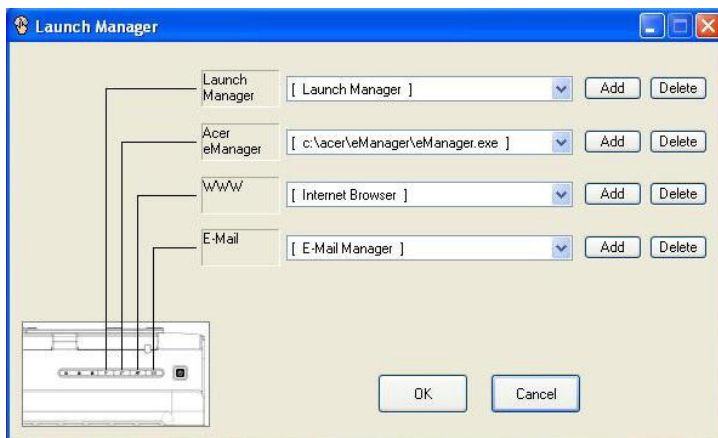 Launch Manager
Launch
Manager
[ Launch Manager ]
Add
Delete
Acer
eManager
[ c:\acer\eManager\eManager.exe ]
Add
Delete
WWW
[ Internet Browser ]
Add
Delete
E-Mail
[ E-Mail Manager ]
Add
Delete
OK
Cancel